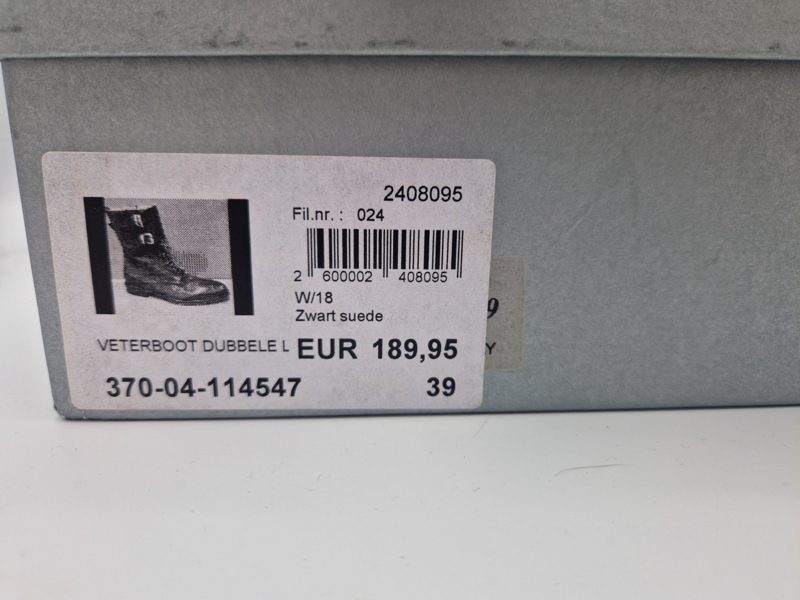 2408095
Fil.nr. : 024
2 600002 408095
W/18
Zwart suede
VETERBOOT DUBBELE L EUR 189,95
370-04-114547 39
9
Y